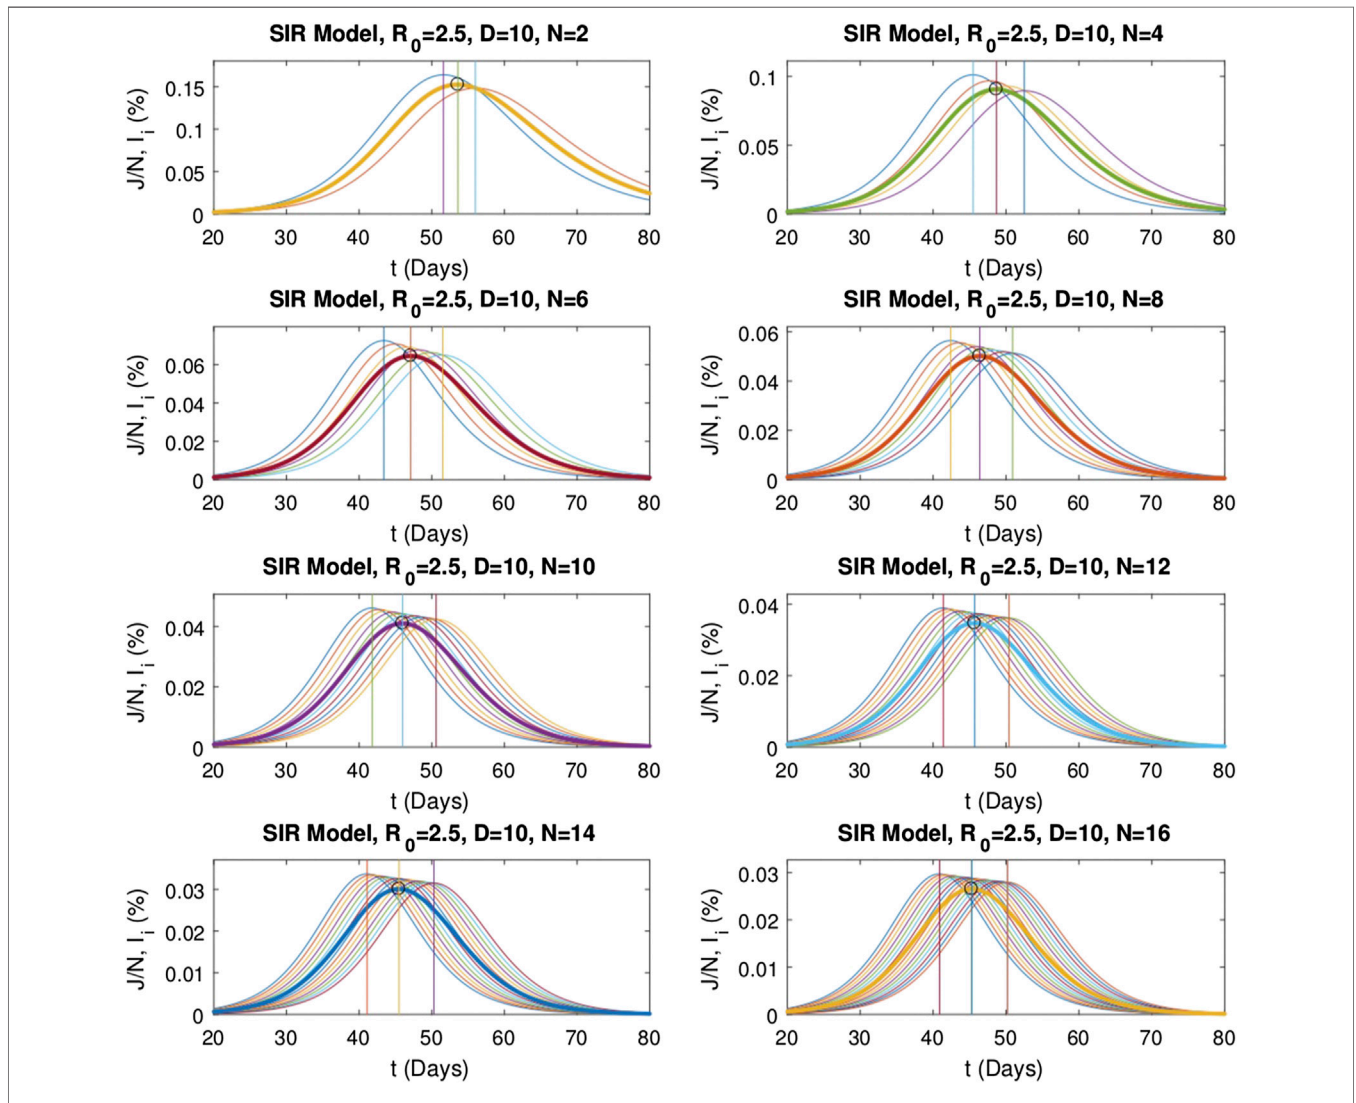 SIR Model, R0=2.5, D=10, N=2
J/N, Ii (%)
0.15
0.1
0.05
0
20 30 40 50 60 70 80
t (Days)
SIR Model, R0=2.5, D=10, N=4
J/N, Ii (%)
0.1
0.05
0
20 30 40 50 60 70 80
t (Days)
SIR Model, R0=2.5, D=10, N=6
J/N, Ii (%)
0.06
0.04
0.02
0
20 30 40 50 60 70 80
t (Days)
SIR Model, R0=2.5, D=10, N=8
J/N, Ii (%)
0.06
0.04
0.02
0
20 30 40 50 60 70 80
t (Days)
SIR Model, R0=2.5, D=10, N=10
J/N, Ii (%)
0.04
0.02
0
20 30 40 50 60 70 80
t (Days)
SIR Model, R0=2.5, D=10, N=12
J/N, Ii (%)
0.04
0.02
0
20 30 40 50 60 70 80
t (Days)
SIR Model, R0=2.5, D=10, N=14
J/N, Ii (%)
0.03
0.02
0.01
0
20 30 40 50 60 70 80
t (Days)
SIR Model, R0=2.5, D=10, N=16
J/N, Ii (%)
0.03
0.02
0.01
0
20 30 40 50 60 70 80
t (Days)